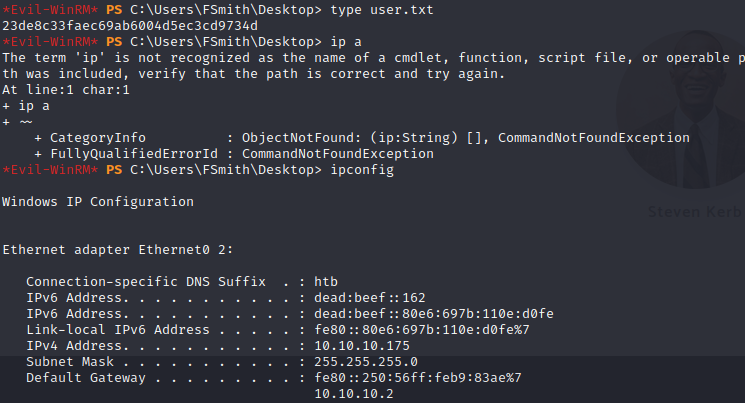 *Evil-WinRM* PS C:\Users\FSmith\Desktop> type user.txt
23de8c33faec69ab6004d5ec3cd9734d
*Evil-WinRM* PS C:\Users\FSmith\Desktop> ip a
The term 'ip' is not recognized as the name of a cmdlet, function, script file, or operable p
th was included, verify that the path is correct and try again.
At line:1 char:1
+ ip a
+ ~~
    + CategoryInfo          : ObjectNotFound: (ip:String) [], CommandNotFoundException
    + FullyQualifiedErrorId : CommandNotFoundException
*Evil-WinRM* PS C:\Users\FSmith\Desktop> ipconfig
Windows IP Configuration
Steven Kerb
Ethernet adapter Ethernet0 2:
   Connection-specific DNS Suffix  . : htb
   IPv6 Address. . . . . . . . . . . : dead:beef::162
   IPv6 Address. . . . . . . . . . . : dead:beef::80e6:697b:110e:d0fe
   Link-local IPv6 Address . . . . . : fe80::80e6:697b:110e:d0fe%7
   IPv4 Address. . . . . . . . . . . : 10.10.10.175
   Subnet Mask . . . . . . . . . . . : 255.255.255.0
   Default Gateway . . . . . . . . . : fe80::250:56ff:feb9:83ae%7
                                       10.10.10.2